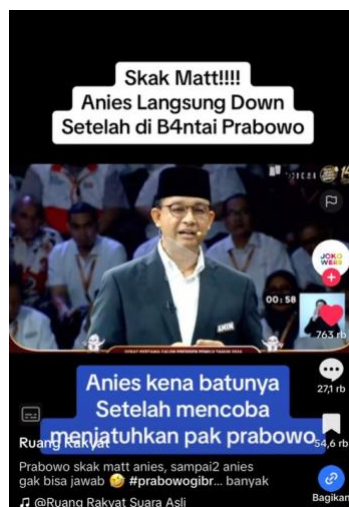 Skak Matt!!!!
Anies Langsung Down
Setelah di B4ntai Prabowo
JOKO
00:58
AMIN
763 rb
27,1 rb
Anies kena batunya
Setelah mencoba
menjatuhkan pak prabowo
54,6 rb
Ruang Rakyat
Prabowo skak matt anies, sampai2 anies
gak bisa jawab 🤣 #prabowogibr... banyak
Bagikan
@Ruang Rakyat Suara Asli